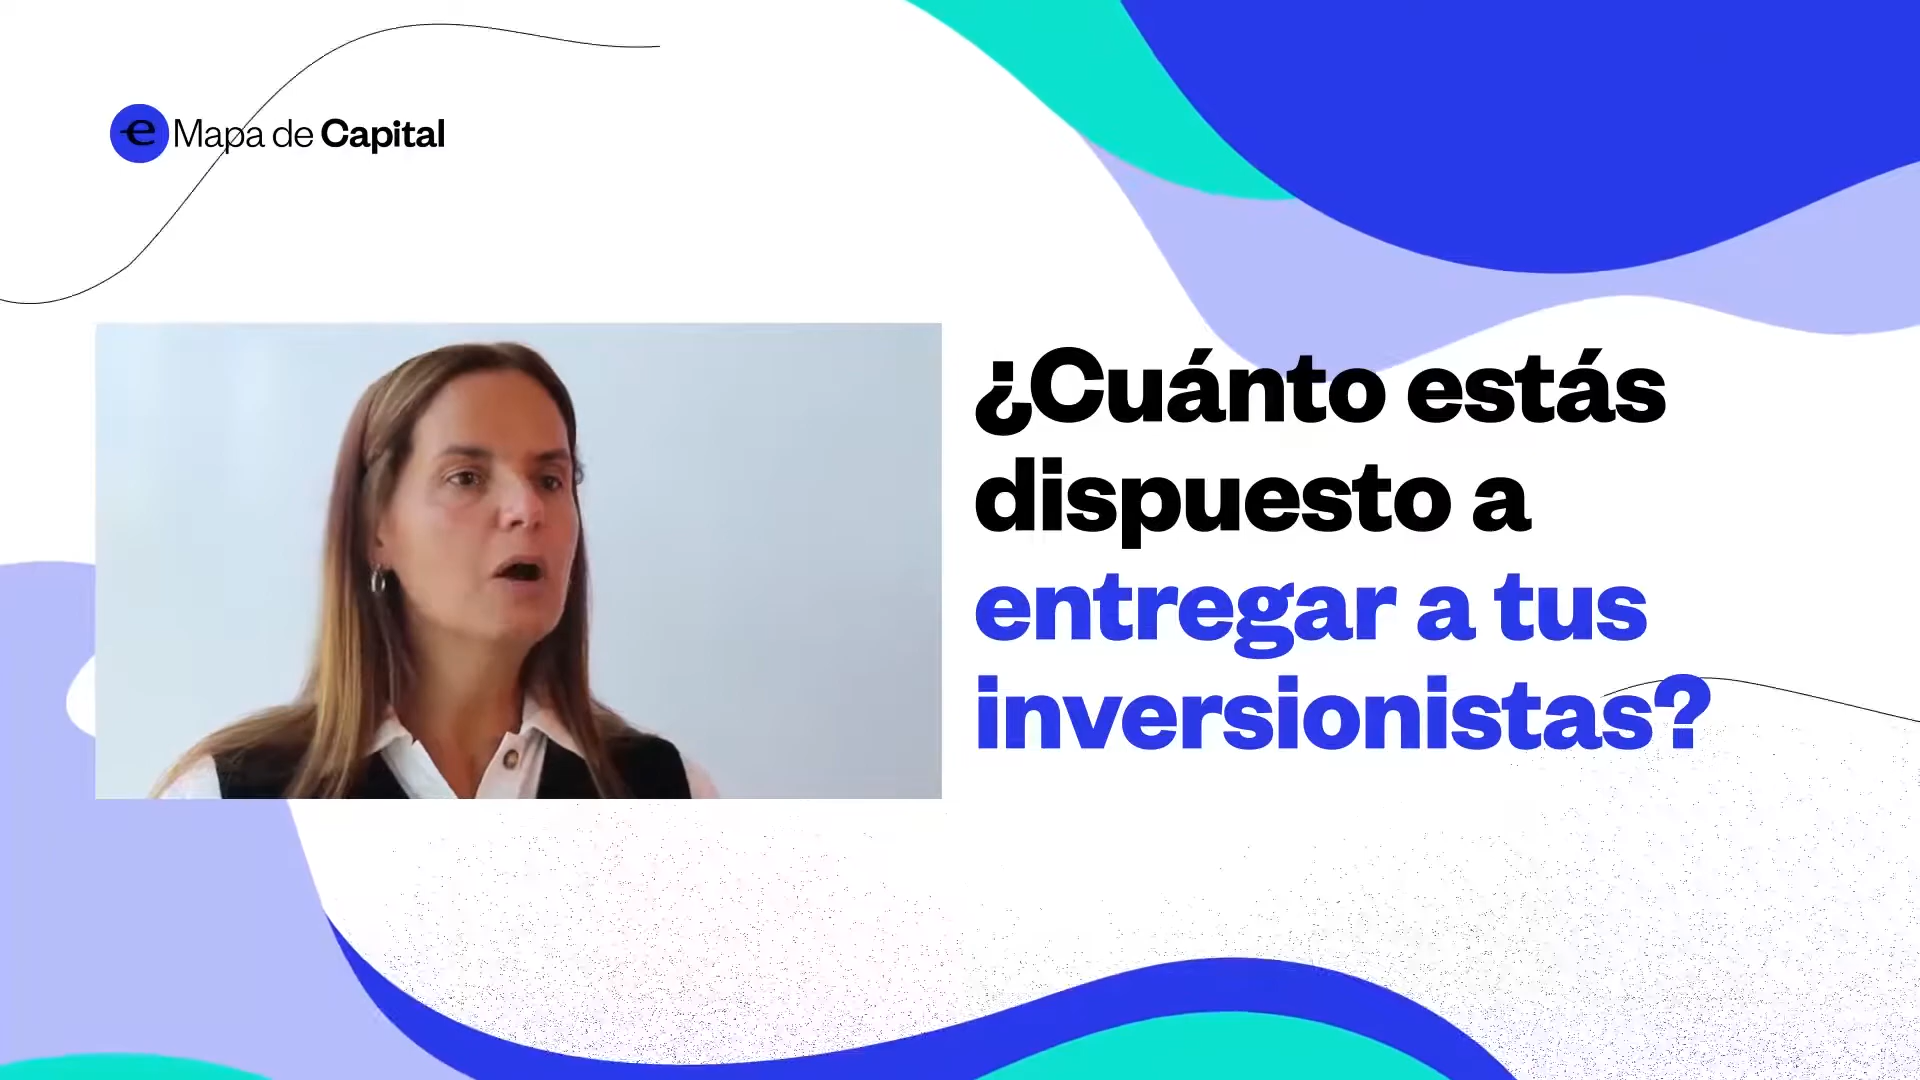 e Mapa de Capital
¿Cuánto estás
dispuesto a
entregar a tus
inversionistas?